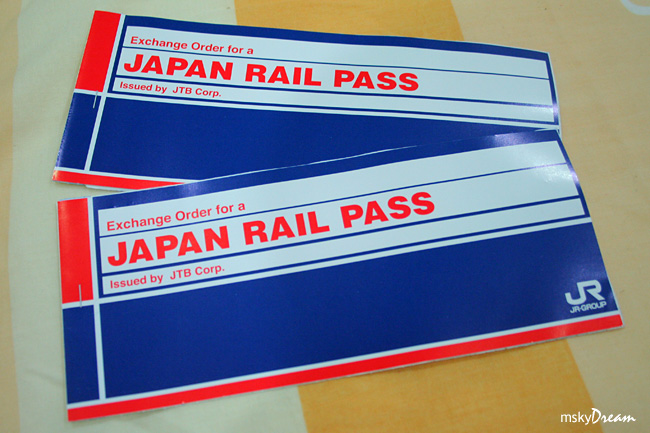 Exchange Order for a
JAPAN RAIL PASS
Issued by JTB Corp.
Exchange Order for a
JAPAN RAIL PASS
Issued by JTB Corp.
JR
JR-GROUP
mskyDream